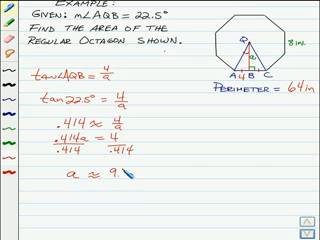 EXAMPLE:
GIVEN: m∠AQB = 22.5°
FIND THE AREA OF THE
REGULAR OCTAGON SHOWN.
Q
a
8 in.
A 4 B C
PERIMETER = 64 in
tan∠AQB = 4/a
tan 22.5° = 4/a
.414 ≈ 4/a
.414a = 4
.414 .414
a ≈ 9.